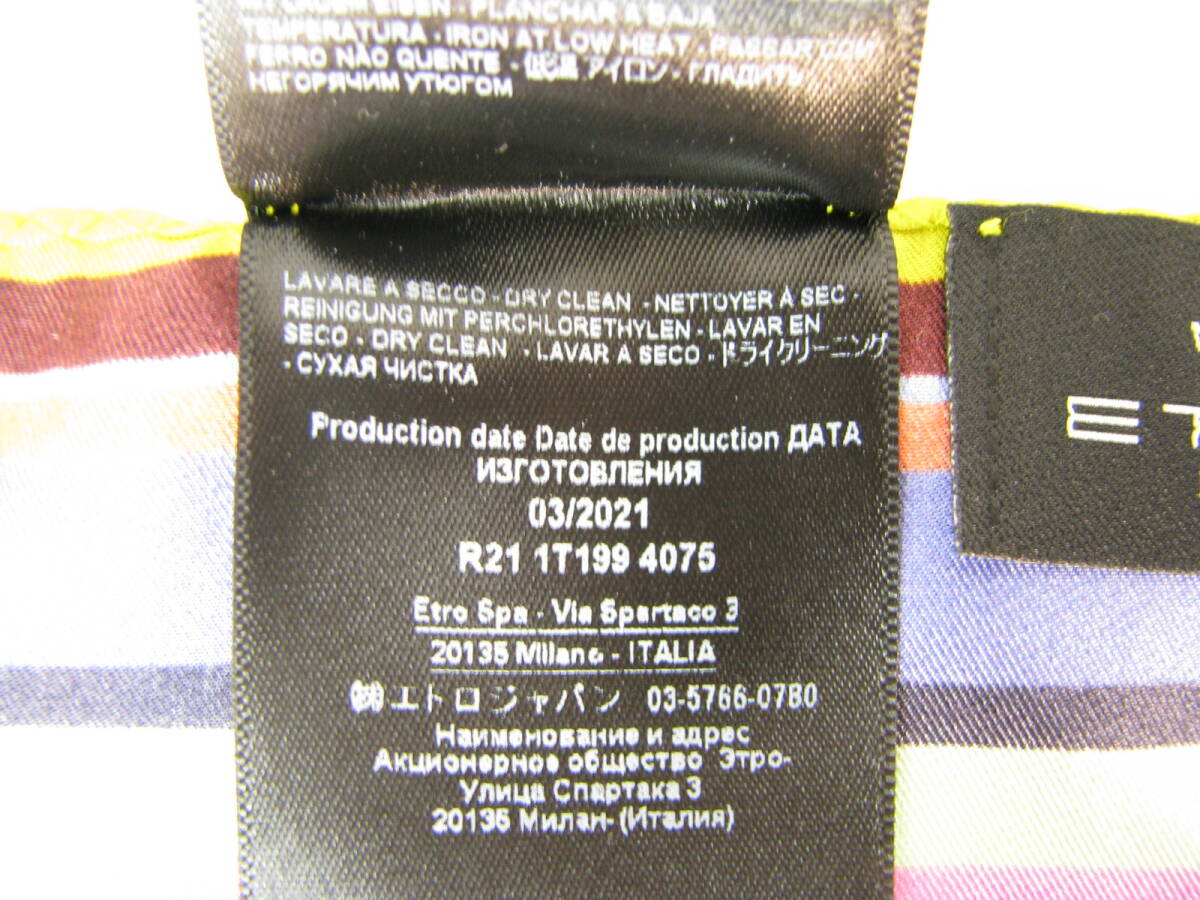 PLANCHAR A BAJA
TEMPERATURA - IRON AT LOW HEAT - PASSAR COM
FERRO NÃO QUENTE - 低温 アイロン - ГЛАДИТЬ
НЕГОРЯЧИМ УТЮГОМ
LAVARE A SECCO - DRY CLEAN - NETTOYER À SEC -
REINIGUNG MIT PERCHLORETHYLEN - LAVAR EN
SECO - DRY CLEAN - LAVAR A SECO - ドライクリーニング
- СУХАЯ ЧИСТКА
Production date Date de production ДАТА
ИЗГОТОВЛЕНИЯ
03/2021
R21 1T199 4075
Etro Spa - Via Spartaco 3
20135 Milano - ITALIA
㈱エトロジャパン 03-5766-0780
Наименование и адрес
Акционерное общество Этро-
Улица Спартака 3
20135 Милан- (Италия)